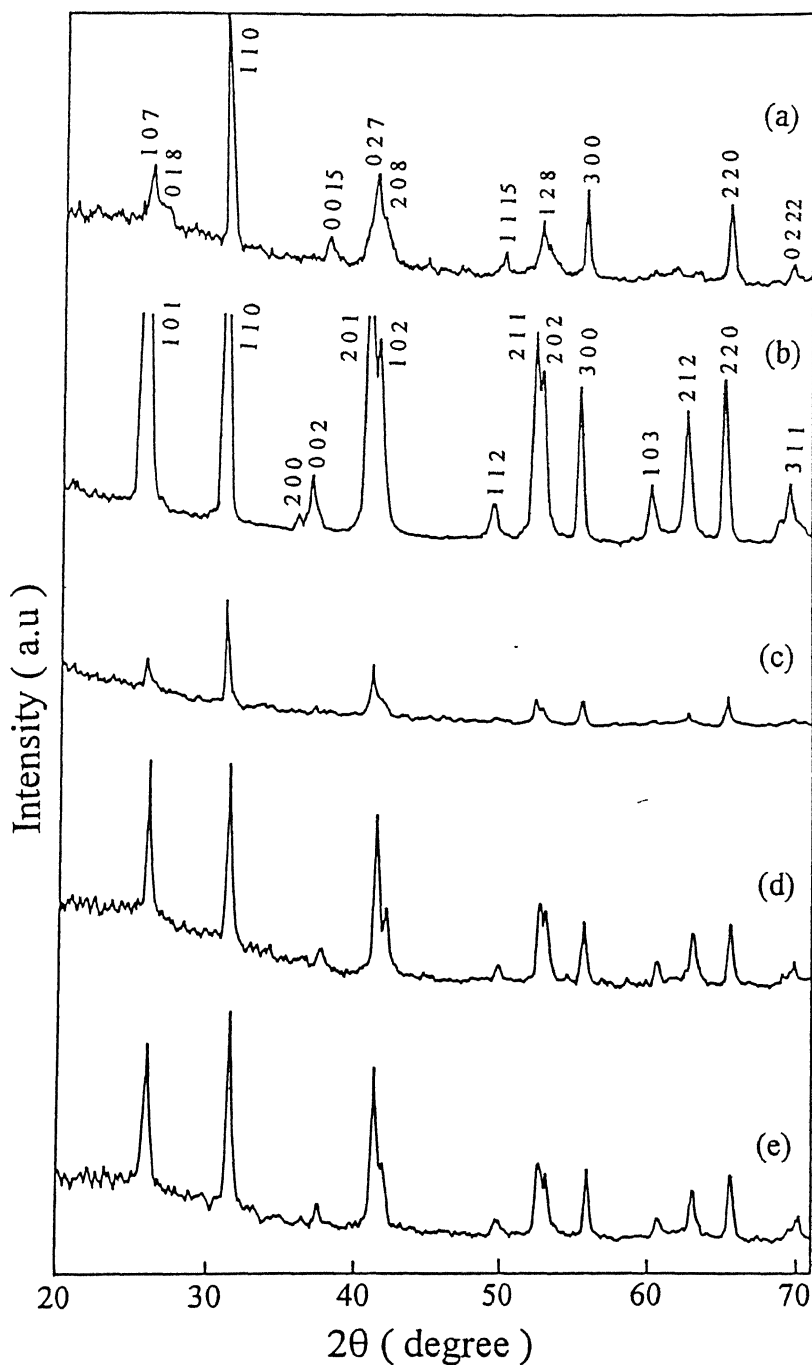 1 1 0
(a)
1 0 7
0 1 8
0 0 15
0 2 7
2 0 8
1 1 15
1 2 8
3 0 0
2 2 0
0 2 22
(b)
1 0 1
1 1 0
2 0 0
0 0 2
2 0 1
1 0 2
1 1 2
2 1 1
2 0 2
3 0 0
1 0 3
2 1 2
2 2 0
3 1 1
(c)
(d)
(e)
Intensity ( a.u )
20 30 40 50 60 70
2θ ( degree )